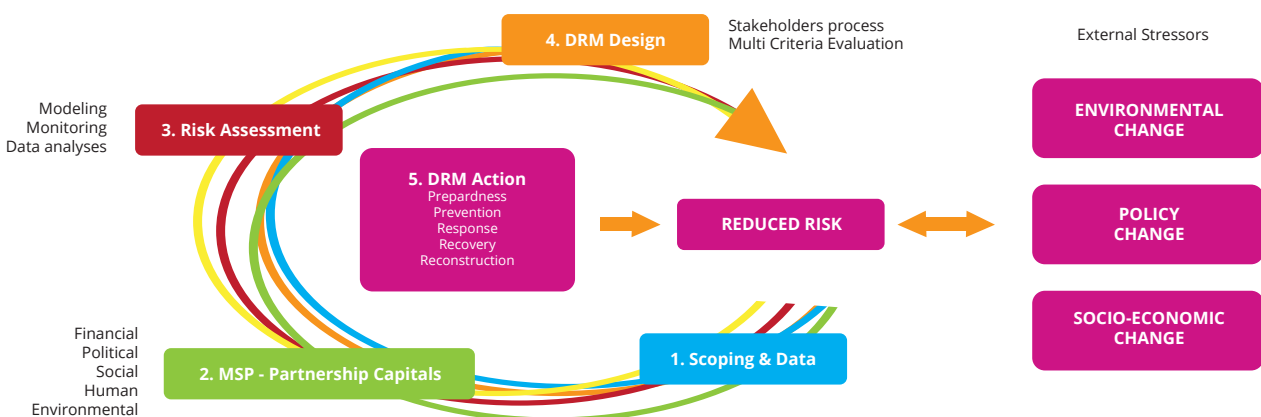 4. DRM Design
Stakeholders process
Multi Criteria Evaluation
External Stressors
Modeling
Monitoring
Data analyses
3. Risk Assessment
ENVIRONMENTAL
CHANGE
5. DRM Action
Prepardness
Prevention
Response
Recovery
Reconstruction
REDUCED RISK
POLICY
CHANGE
SOCIO-ECONOMIC
CHANGE
Financial
Political
Social
Human
Environmental
2. MSP - Partnership Capitals
1. Scoping & Data